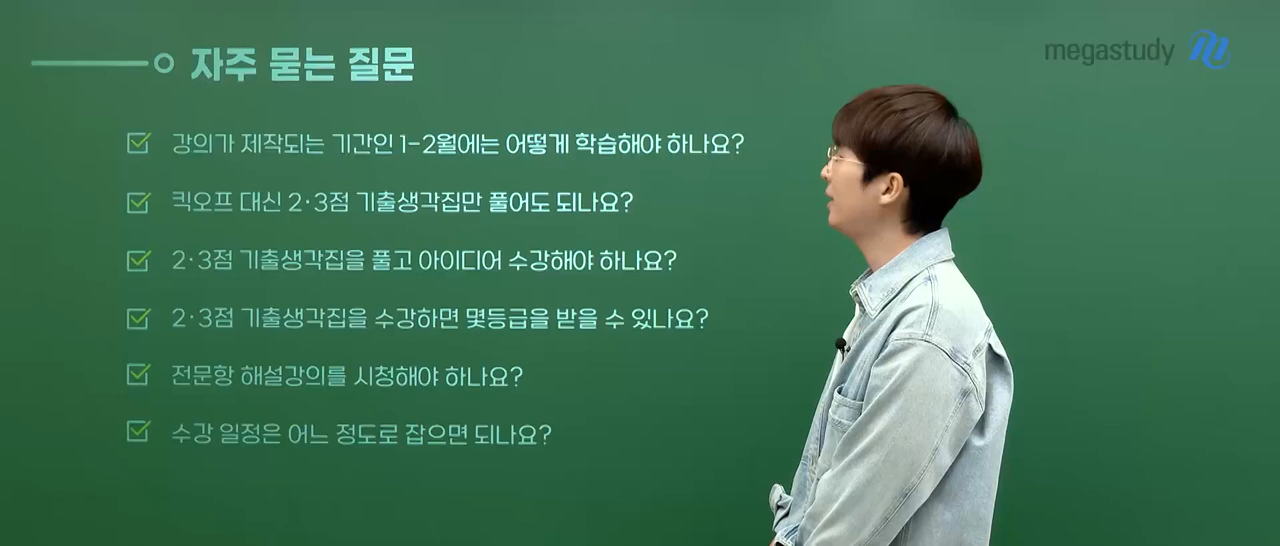 자주 묻는 질문
megastudy
강의가 제작되는 기간인 1-2월에는 어떻게 학습해야 하나요?
킥오프 대신 2·3점 기출생각집만 풀어도 되나요?
2·3점 기출생각집을 풀고 아이디어 수강해야 하나요?
2·3점 기출생각집을 수강하면 몇등급을 받을 수 있나요?
전문항 해설강의를 시청해야 하나요?
수강 일정은 어느 정도로 잡으면 되나요?